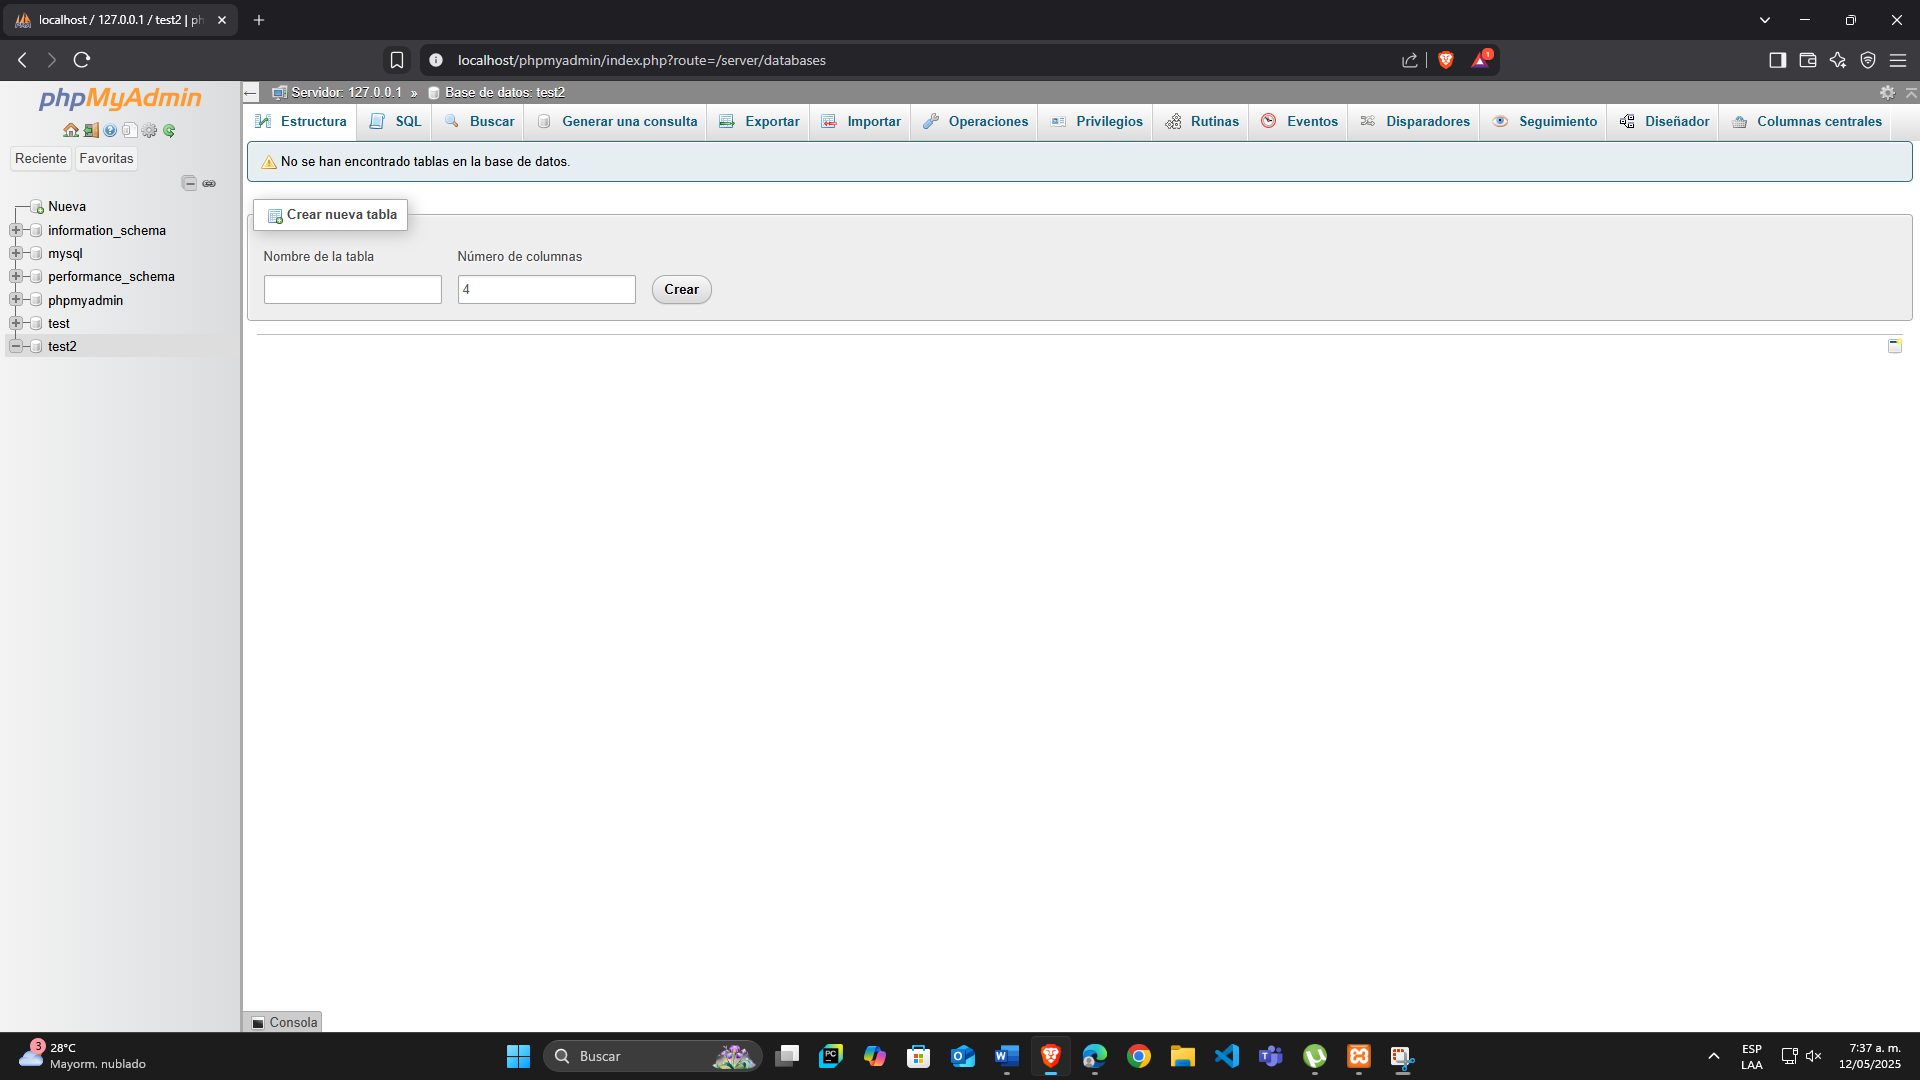 localhost / 127.0.0.1 / test2 | ph
localhost/phpmyadmin/index.php?route=/server/databases
1
phpMyAdmin
Reciente
Favoritas
Nueva
information_schema
mysql
performance_schema
phpmyadmin
test
test2
Servidor: 127.0.0.1 » Base de datos: test2
Estructura
SQL
Buscar
Generar una consulta
Exportar
Importar
Operaciones
Privilegios
Rutinas
Eventos
Disparadores
Seguimiento
Diseñador
Columnas centrales
No se han encontrado tablas en la base de datos.
Crear nueva tabla
Nombre de la tabla
Número de columnas
4
Crear
Consola
3
28°C
Mayorm. nublado
Buscar
PC
ESP
LAA
7:37 a. m.
12/05/2025